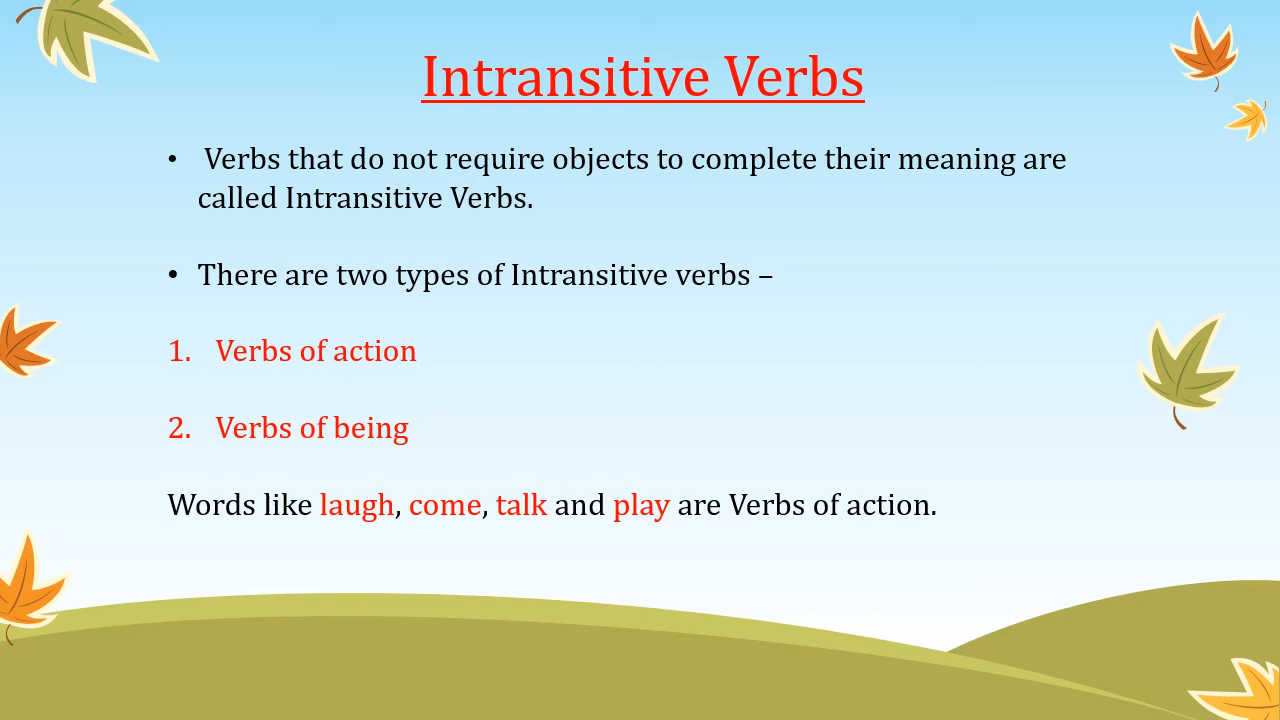 Intransitive Verbs
• Verbs that do not require objects to complete their meaning are
called Intransitive Verbs.
• There are two types of Intransitive verbs –
1. Verbs of action
2. Verbs of being
Words like laugh, come, talk and play are Verbs of action.